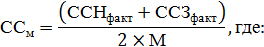 ССм = (ССНфакт + ССЗфакт) / 2 × М, где: